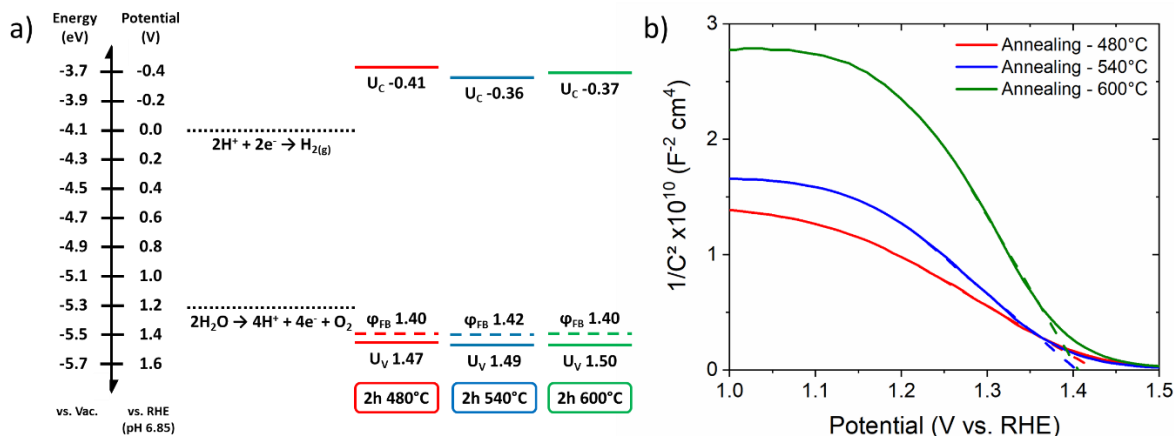 a)
Energy
(eV)
Potential
(V)
-3.7
-3.9
-4.1
-4.3
-4.5
-4.7
-4.9
-5.1
-5.3
-5.5
-5.7
-0.4
-0.2
0.0
0.2
0.4
0.6
0.8
1.0
1.2
1.4
1.6
vs. Vac.
vs. RHE
(pH 6.85)
2H⁺ + 2e⁻ → H₂₍g₎
2H₂O → 4H⁺ + 4e⁻ + O₂
U_C -0.41
U_C -0.36
U_C -0.37
φ_FB 1.40
φ_FB 1.42
φ_FB 1.40
U_V 1.47
U_V 1.49
U_V 1.50
2h 480°C
2h 540°C
2h 600°C
b)
3
2
1
0
1/C² x10¹⁰ (F⁻² cm⁴)
Annealing - 480°C
Annealing - 540°C
Annealing - 600°C
1.0
1.1
1.2
1.3
1.4
1.5
Potential (V vs. RHE)